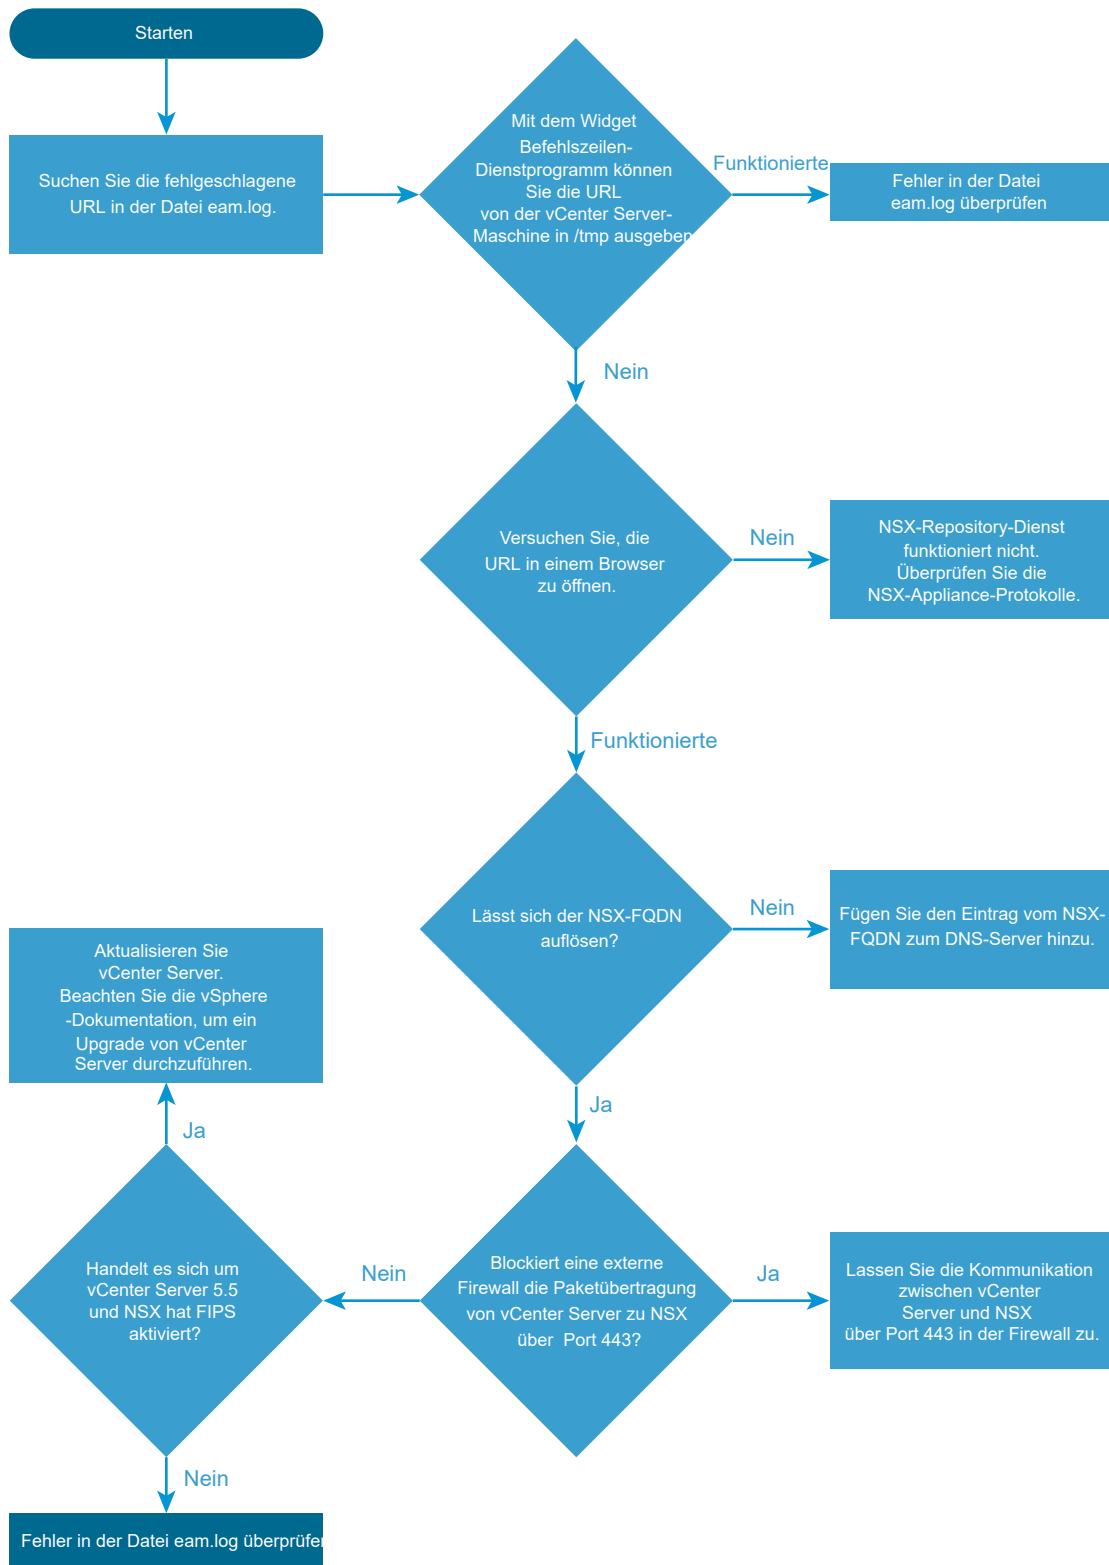 Starten
Suchen Sie die fehlgeschlagene
URL in der Datei eam.log.
Mit dem Widget
Befehlszeilen-
Dienstprogramm können
Sie die URL
von der vCenter Server-
Maschine in /tmp ausgeben
Funktionierte
Fehler in der Datei
eam.log überprüfen
Nein
Versuchen Sie, die
URL in einem Browser
zu öffnen.
Nein
NSX-Repository-Dienst
funktioniert nicht.
Überprüfen Sie die
NSX-Appliance-Protokolle.
Funktionierte
Lässt sich der NSX-FQDN
auflösen?
Nein
Fügen Sie den Eintrag vom NSX-
FQDN zum DNS-Server hinzu.
Ja
Blockiert eine externe
Firewall die Paketübertragung
von vCenter Server zu NSX
über Port 443?
Ja
Lassen Sie die Kommunikation
zwischen vCenter
Server und NSX
über Port 443 in der Firewall zu.
Nein
Handelt es sich um
vCenter Server 5.5
und NSX hat FIPS
aktiviert?
Ja
Aktualisieren Sie
vCenter Server.
Beachten Sie die vSphere
-Dokumentation, um ein
Upgrade von vCenter
Server durchzuführen.
Nein
Fehler in der Datei eam.log überprüfen